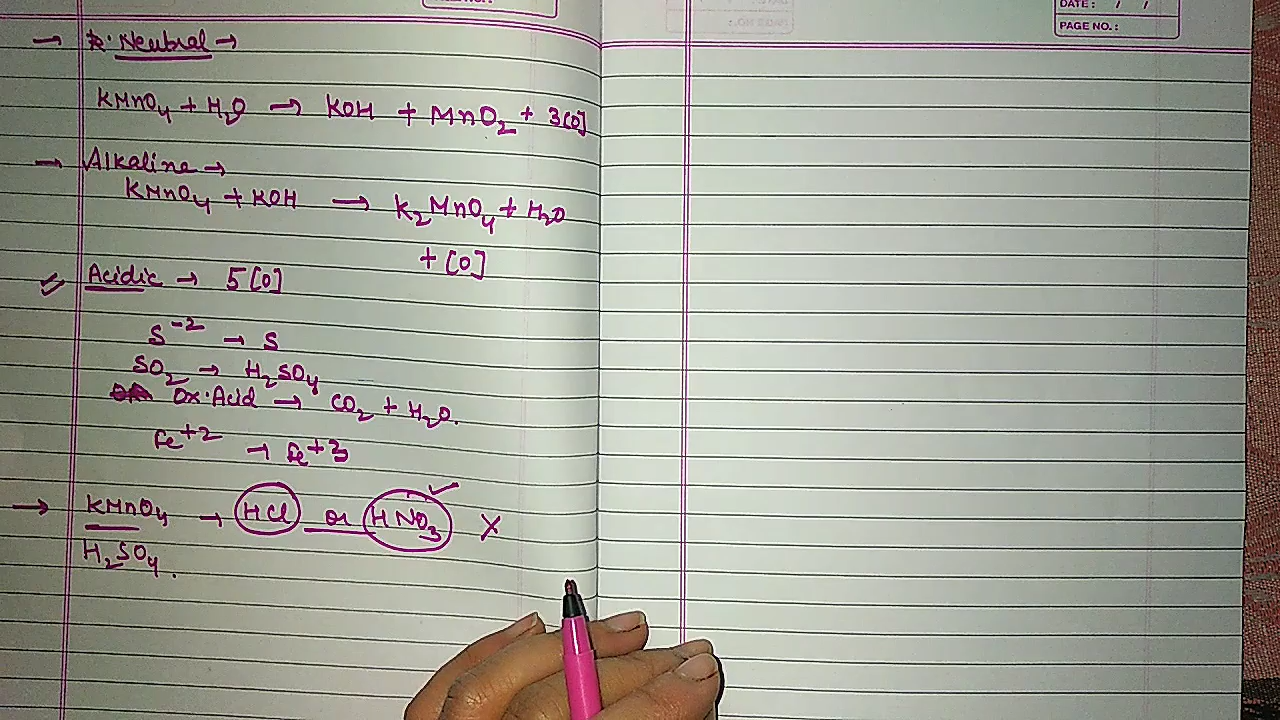 DATE: / /
PAGE NO.:
→ Neutral →
KMnO4 + H2O → KOH + MnO2 + 3[O]
→ Alkaline →
KMnO4 + KOH → K2MnO4 + H2O
+ [O]
Acidic → 5[O]
S-2 → S
SO2 → H2SO4
Ox. Acid → CO2 + H2O.
Fe+2 → Fe+3
→ KMnO4 → HCl or HNO3 ✓ X
H2SO4.